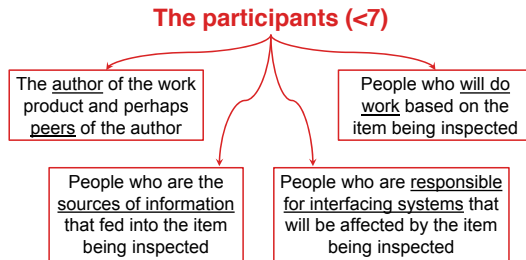 The participants (<7)
The author of the work
product and perhaps
peers of the author
People who will do
work based on the
item being inspected
People who are the
sources of information
that fed into the item
being inspected
People who are responsible
for interfacing systems that
will be affected by the item
being inspected